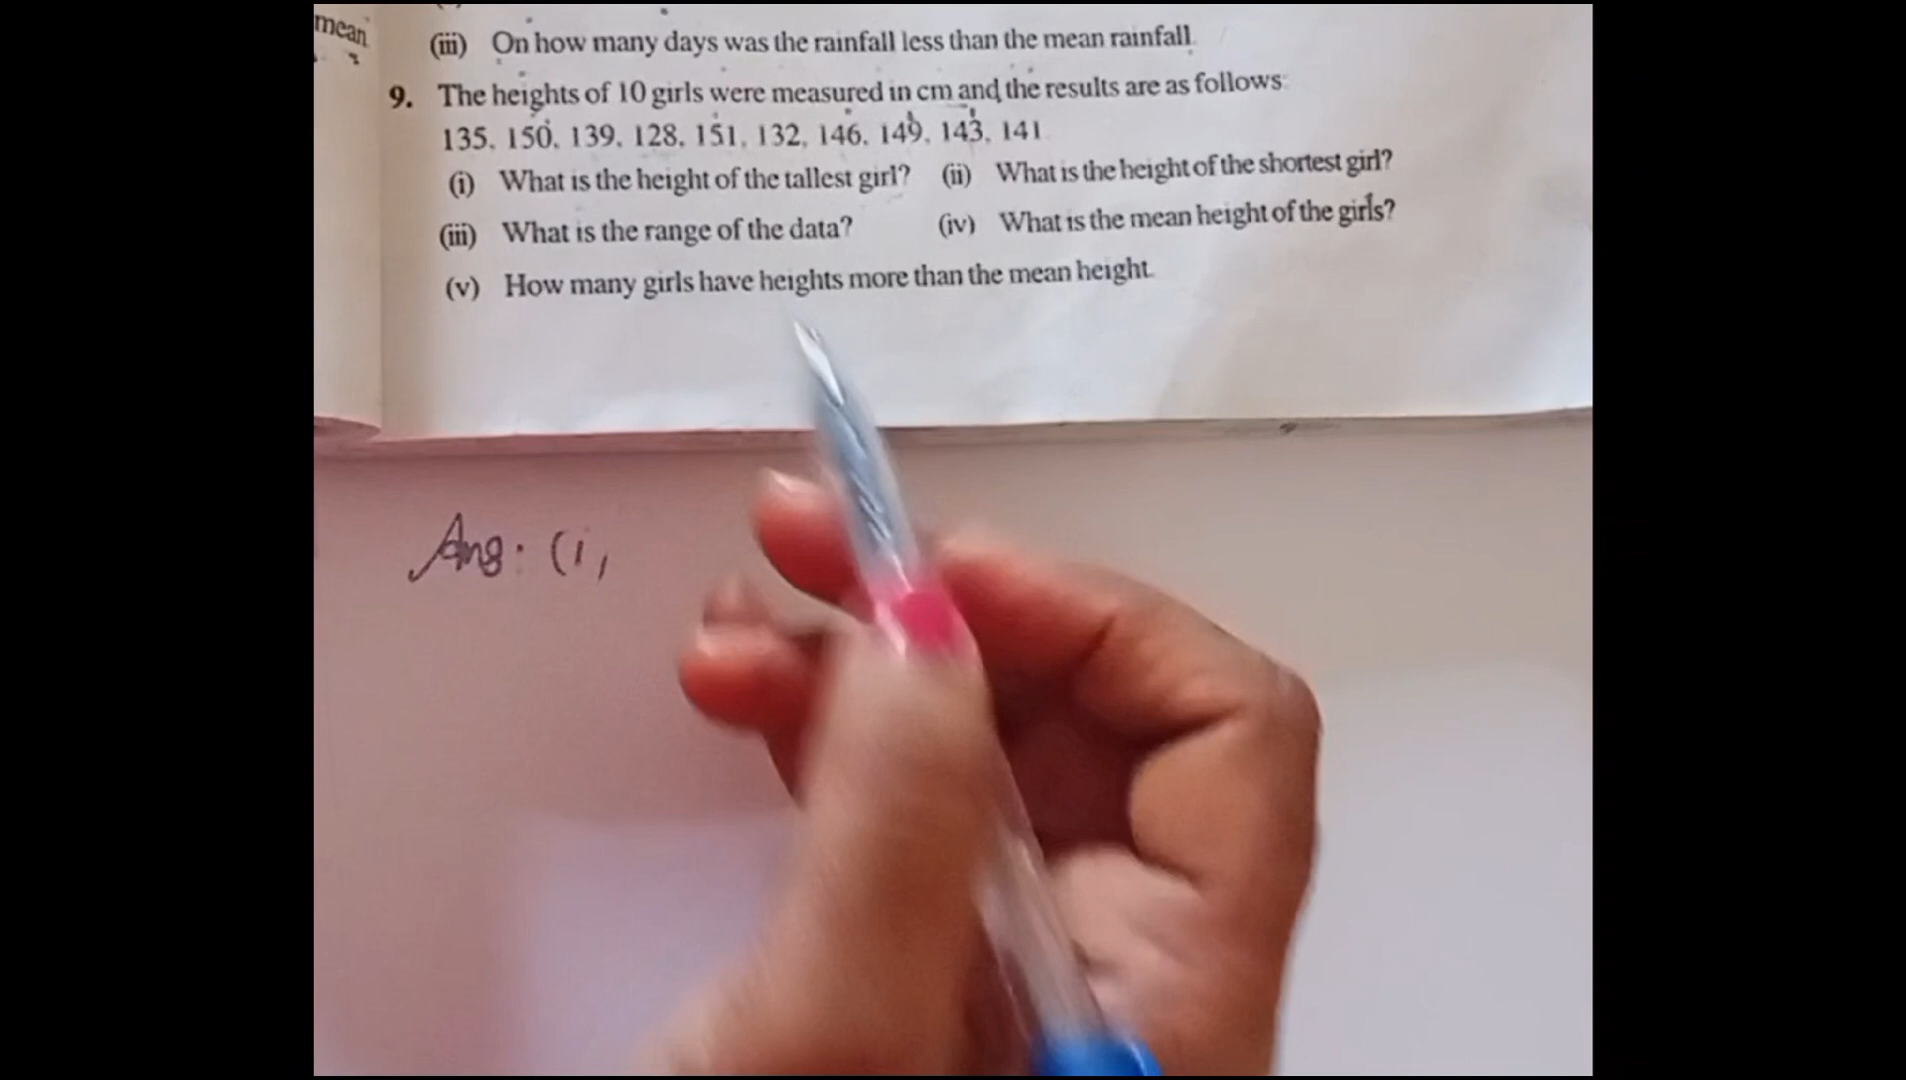 mean
(iii) On how many days was the rainfall less than the mean rainfall.
9. The heights of 10 girls were measured in cm and the results are as follows:
135, 150, 139, 128, 151, 132, 146, 149, 143, 141.
(i) What is the height of the tallest girl? (ii) What is the height of the shortest girl?
(iii) What is the range of the data? (iv) What is the mean height of the girls?
(v) How many girls have heights more than the mean height.
Ans: (i)